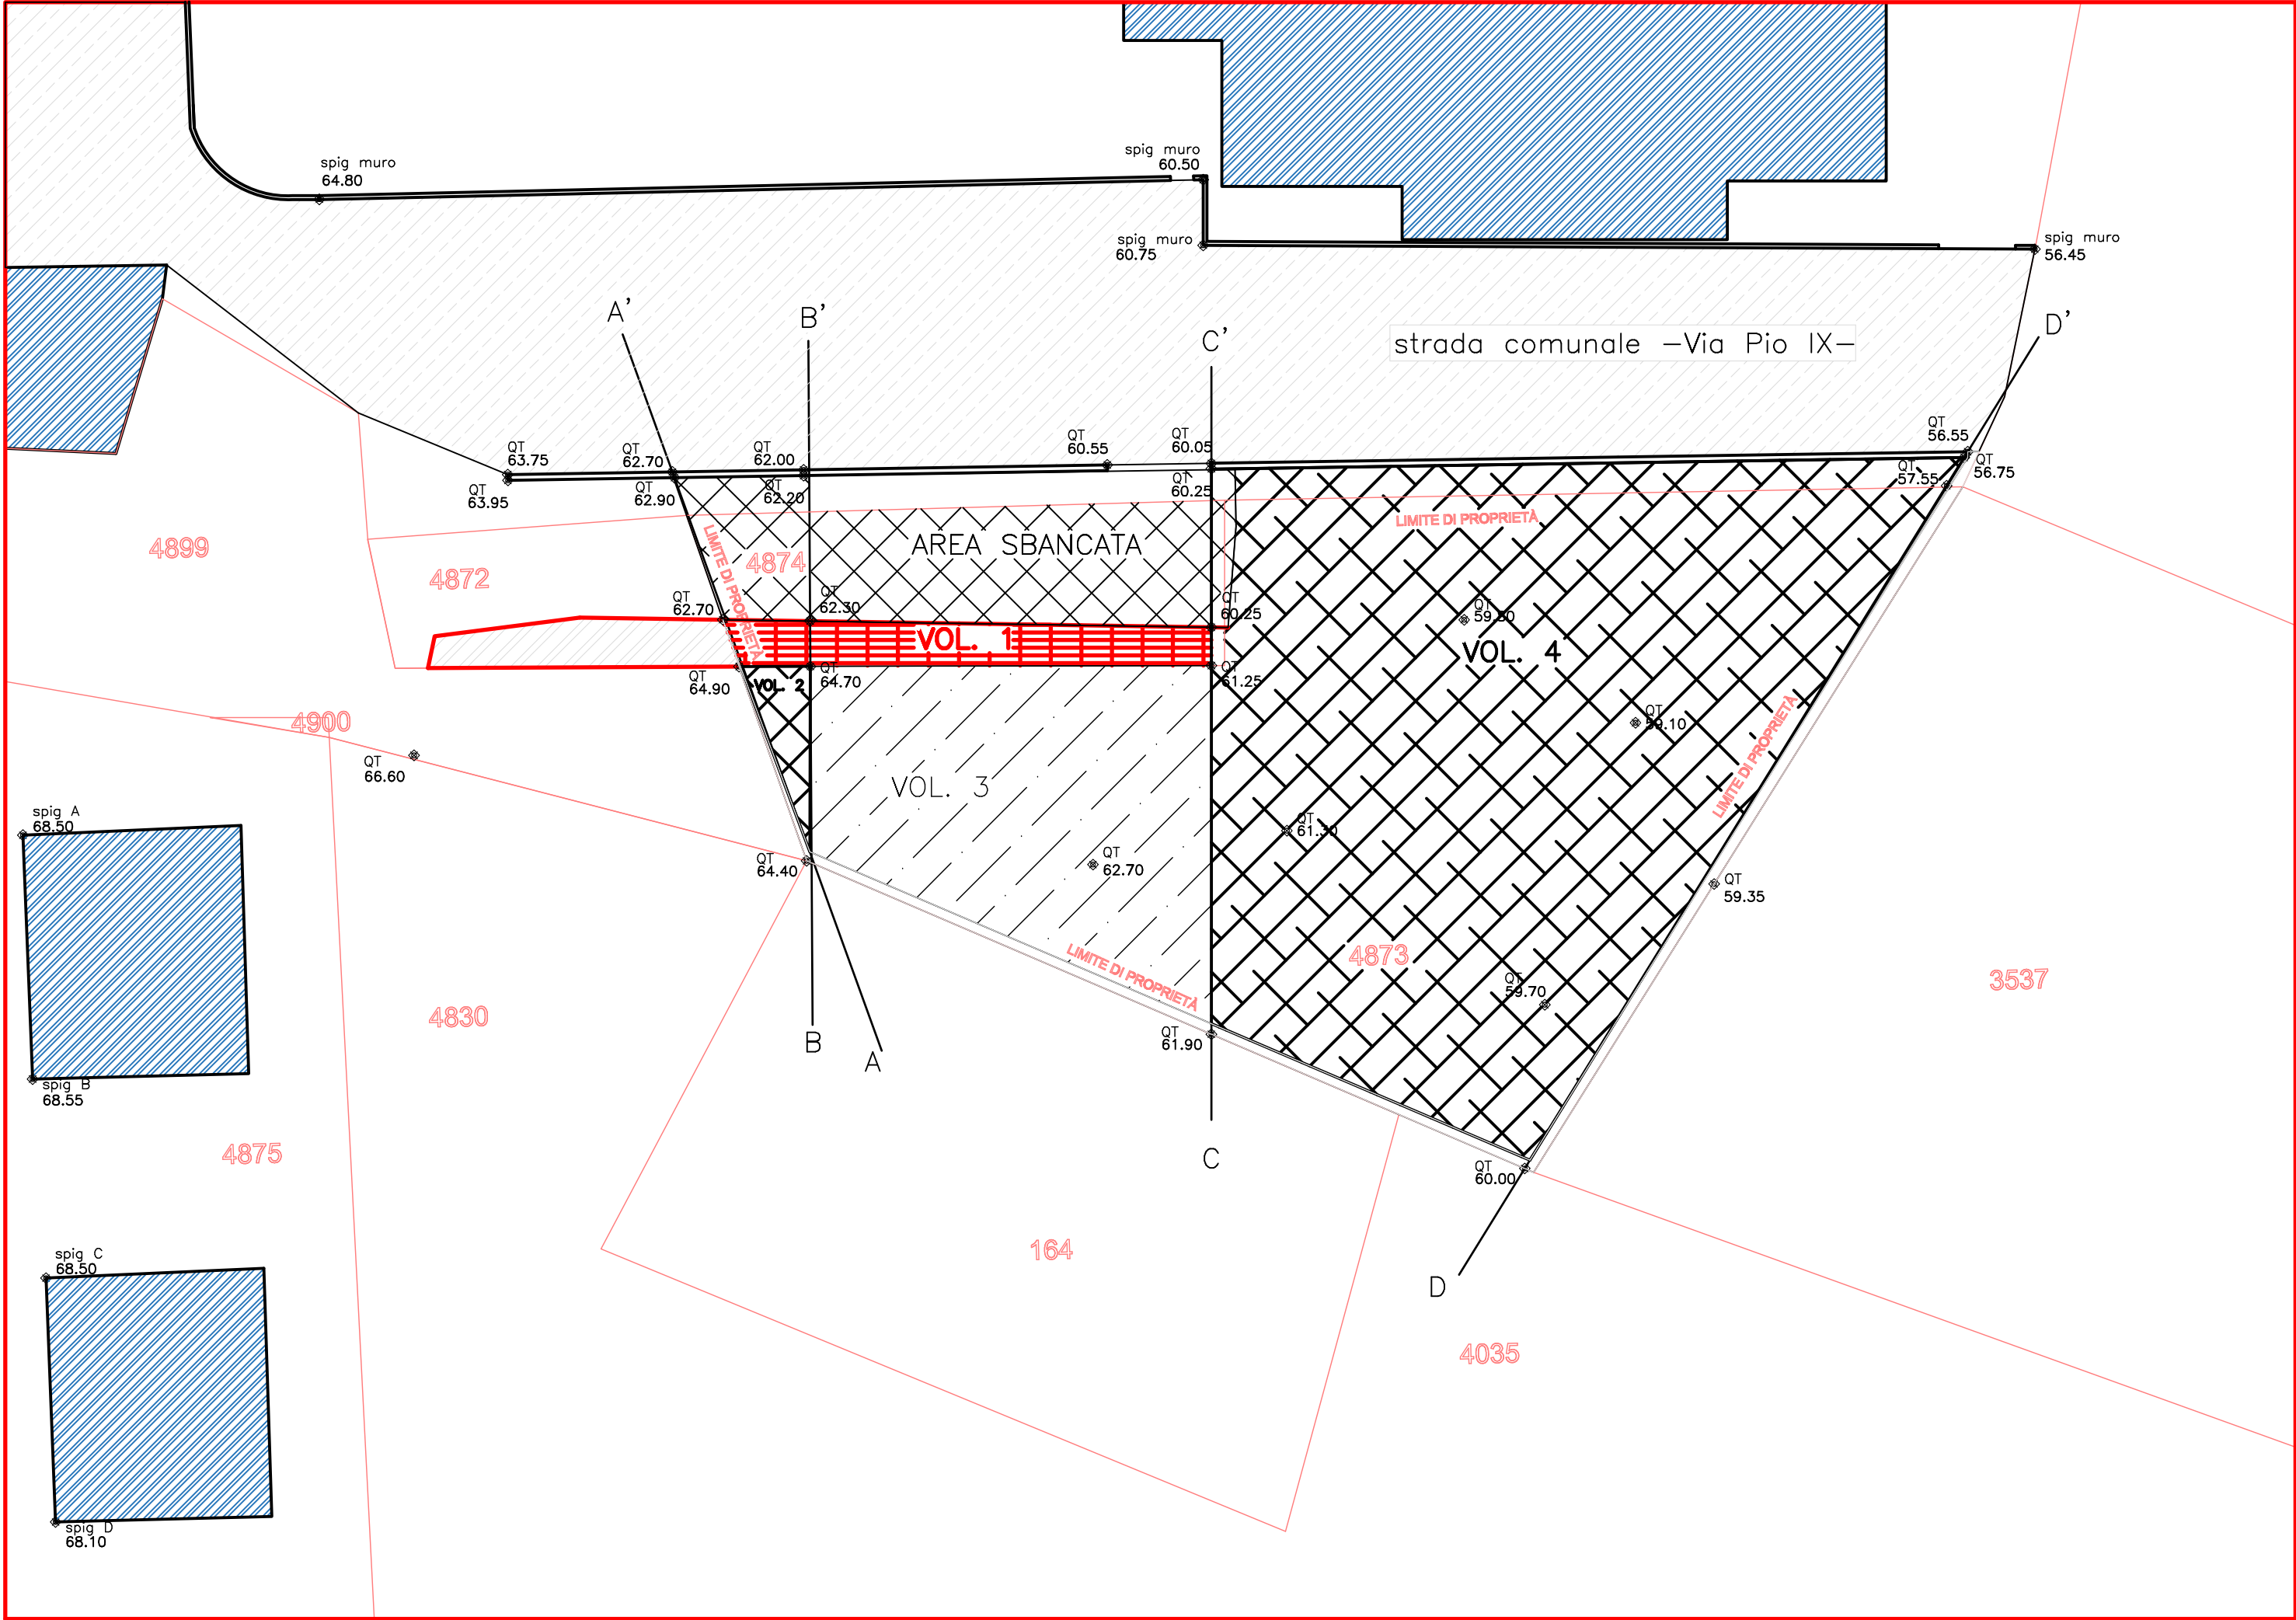 spig muro
64.80
spig muro
60.50
spig muro
60.75
spig muro
56.45
A'
B'
C'
D'
strada comunale -Via Pio IX-
QT
63.75
QT
62.70
QT
62.00
QT
60.55
QT
60.05
QT
56.55
QT
63.95
QT
62.90
QT
62.20
QT
60.25
QT
57.55
QT
56.75
LIMITE DI PROPRIETÀ
LIMITE DI PROPRIETÀ
4899
4872
4874
AREA SBANCATA
QT
62.70
QT
62.30
QT
60.25
QT
59.80
VOL. 1
VOL. 4
QT
64.90
VOL. 2
QT
64.70
QT
61.25
4900
QT
59.10
LIMITE DI PROPRIETÀ
QT
66.60
VOL. 3
spig A
68.50
QT
61.30
QT
64.40
QT
62.70
QT
59.35
LIMITE DI PROPRIETÀ
4873
3537
QT
59.70
4830
B
A
QT
61.90
spig B
68.55
4875
C
QT
60.00
164
spig C
68.50
D
4035
spig D
68.10